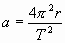 a = 4π²r / T²